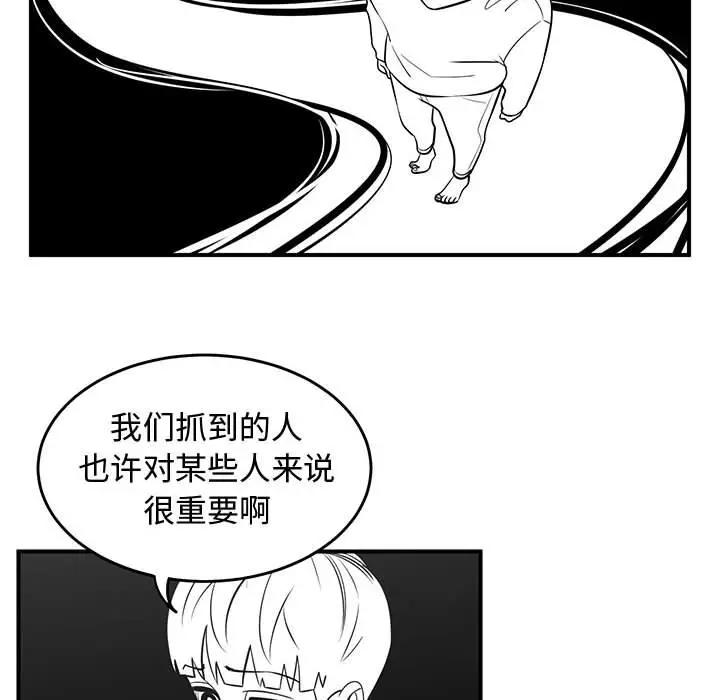 我们抓到的人
也许对某些人来说
很重要啊